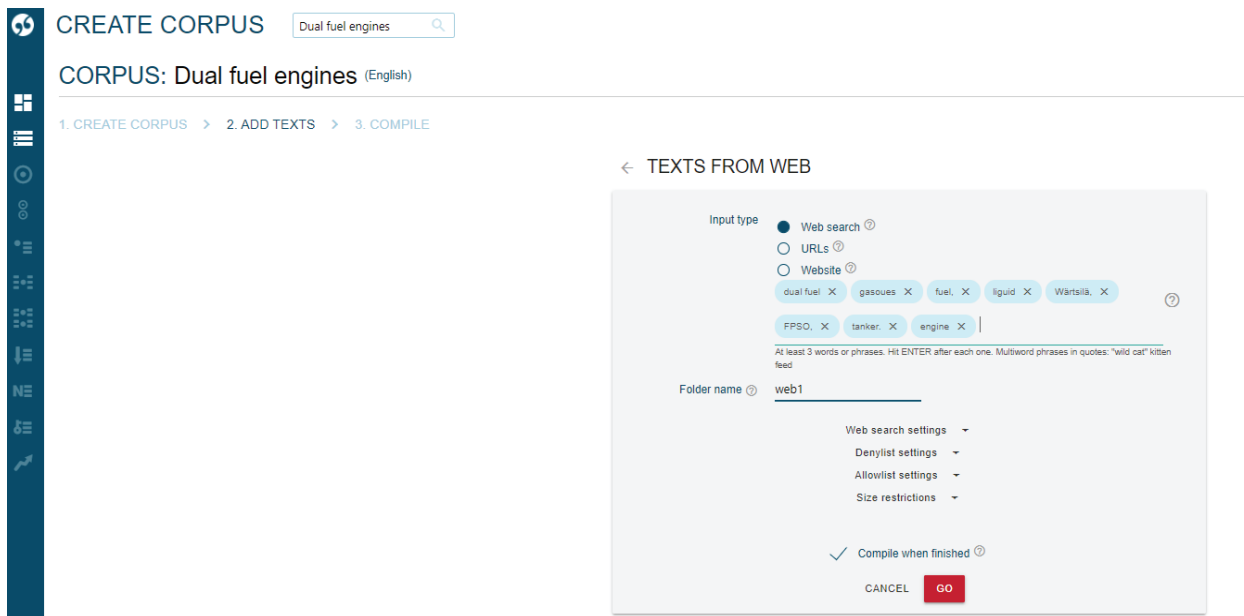 CREATE CORPUS
Dual fuel engines
CORPUS: Dual fuel engines (English)
1. CREATE CORPUS > 2. ADD TEXTS > 3. COMPILE
← TEXTS FROM WEB
Input type
Web search ?
URLs ?
Website ?
dual fuel X gasoues X fuel, X liguid X Wärtsilä, X
?
FPSO, X tanker. X engine X
At least 3 words or phrases. Hit ENTER after each one. Multiword phrases in quotes: "wild cat" kitten
feed
Folder name ? web1
Web search settings
Denylist settings
Allowlist settings
Size restrictions
Compile when finished ?
CANCEL GO